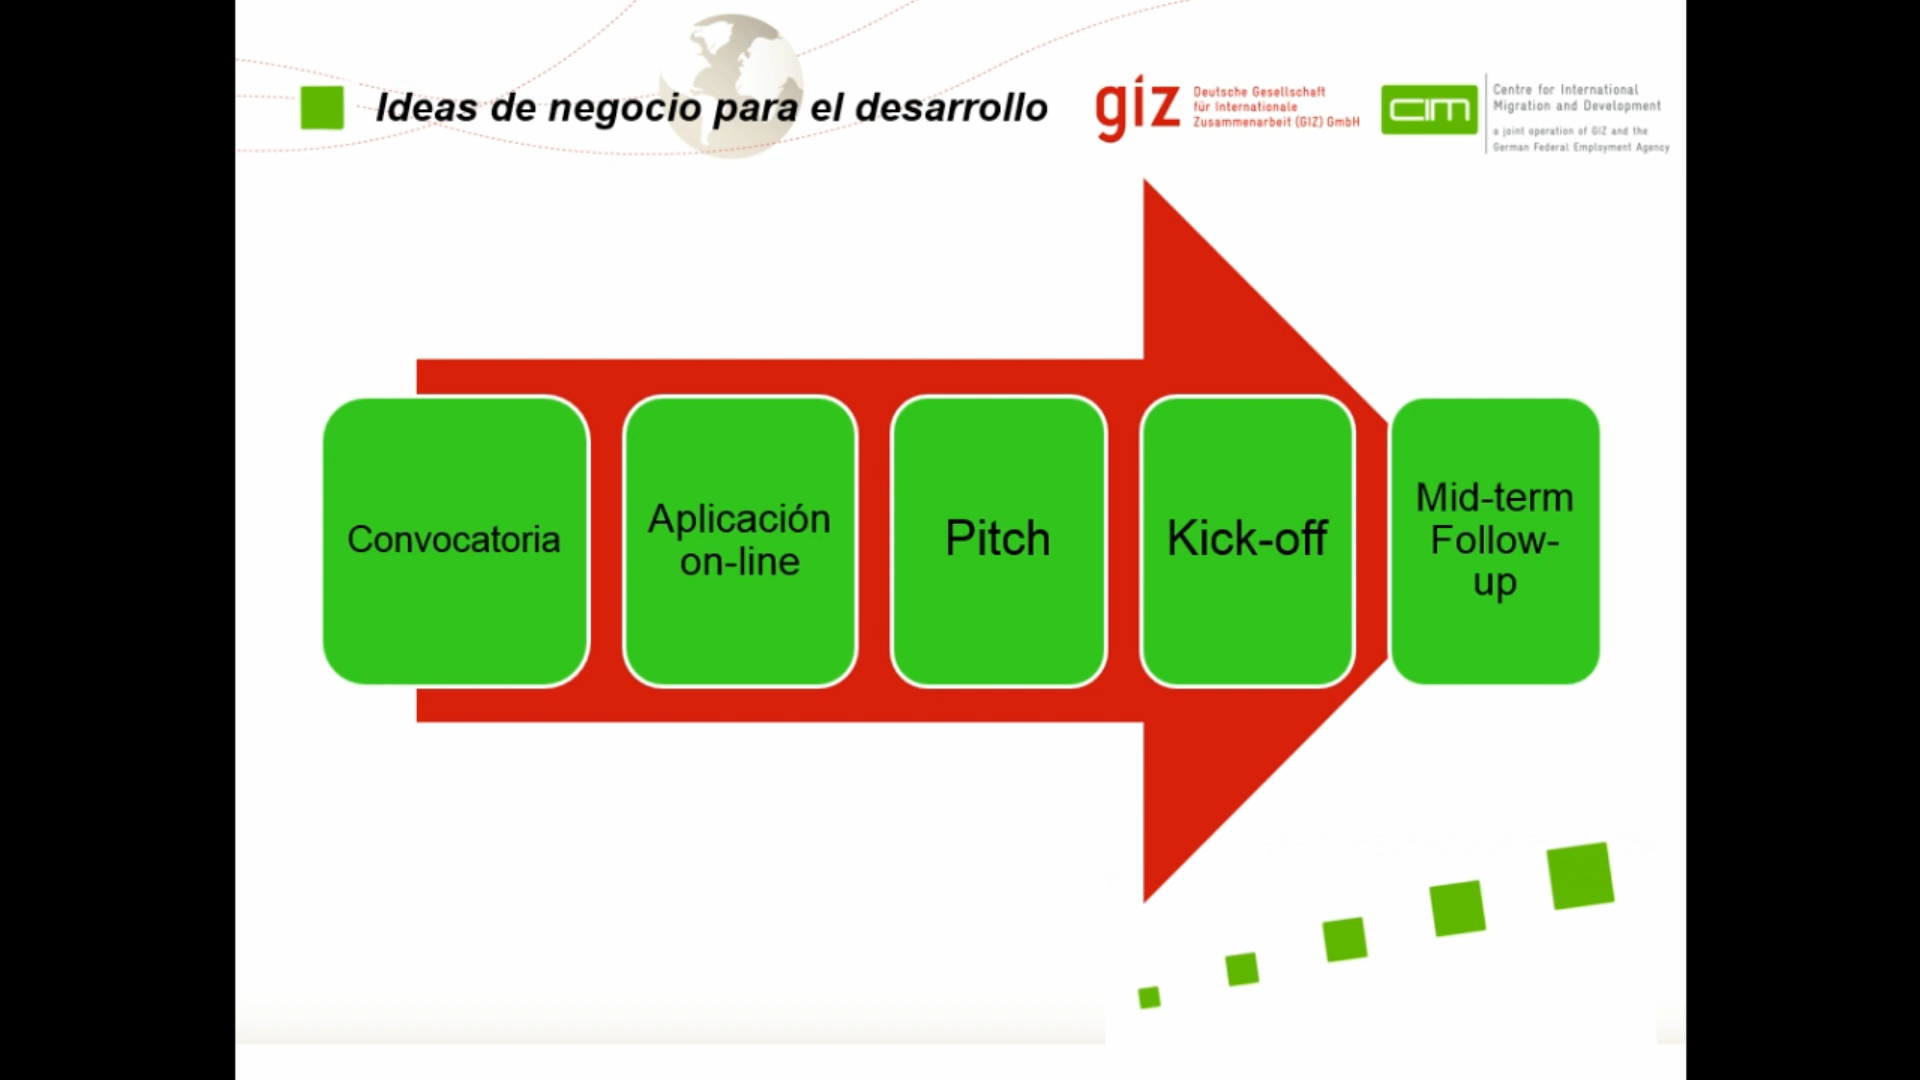 Ideas de negocio para el desarrollo
giz
Deutsche Gesellschaft
für Internationale
Zusammenarbeit (GIZ) GmbH
CIM
Centre for International
Migration and Development
a joint operation of GIZ and the
German Federal Employment Agency
Convocatoria
Aplicación
on-line
Pitch
Kick-off
Mid-term
Follow-
up